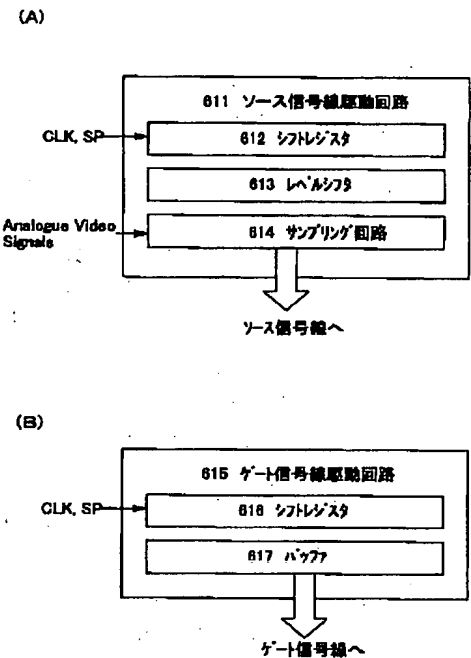 (A)
611 ソース信号線駆動回路
CLK, SP
612 シフトレジスタ
613 レベルシフタ
Analogue Video
Signals
614 サンプリング回路
ソース信号線へ
(B)
615 ゲート信号線駆動回路
CLK, SP
616 シフトレジスタ
617 バッファ
ゲート信号線へ